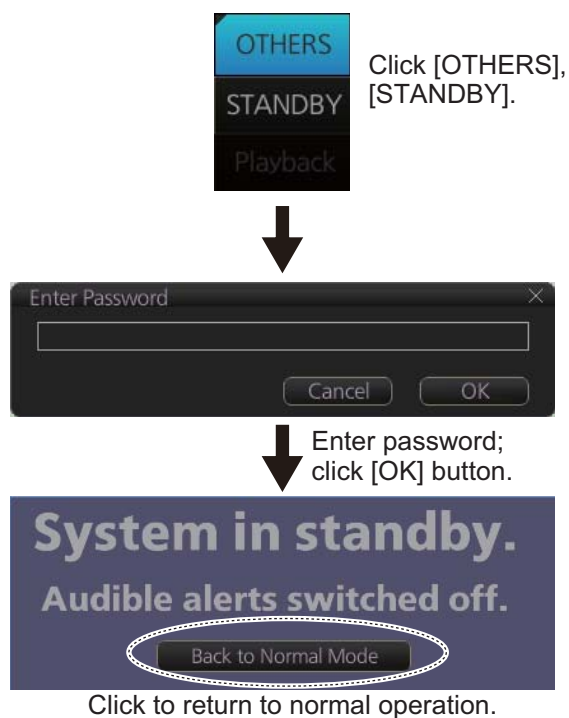 OTHERS
Click [OTHERS],
[STANDBY].
STANDBY
Playback
Enter Password
Cancel
OK
Enter password;
click [OK] button.
System in standby.
Audible alerts switched off.
Back to Normal Mode
Click to return to normal operation.